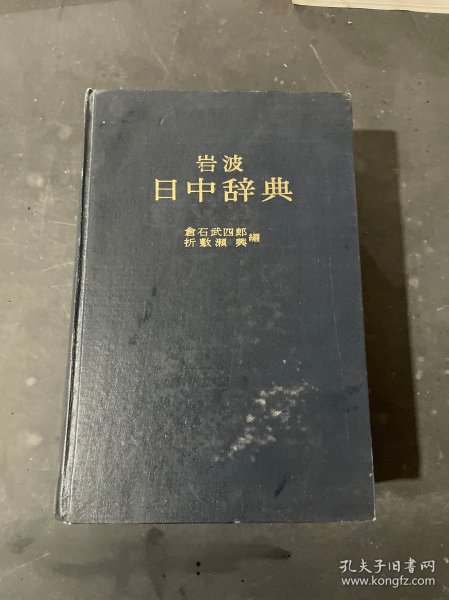 岩波
日中辞典
倉石武四郎
折敷瀬興
編
孔夫子旧书网
www.kongfz.com